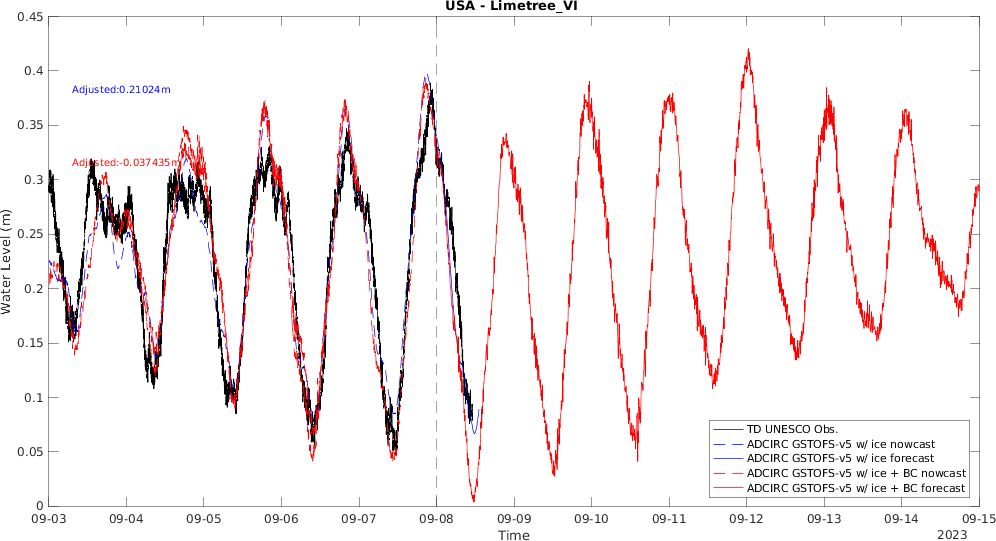 USA - Limetree_VI
0.45
0.4
0.35
0.3
0.25
0.2
0.15
0.1
0.05
0
Water Level (m)
Adjusted:0.21024m
Adjusted:-0.037435m
TD UNESCO Obs.
ADCIRC GSTOFS-v5 w/ ice nowcast
ADCIRC GSTOFS-v5 w/ ice forecast
ADCIRC GSTOFS-v5 w/ ice + BC nowcast
ADCIRC GSTOFS-v5 w/ ice + BC forecast
09-03 09-04 09-05 09-06 09-07 09-08 09-09 09-10 09-11 09-12 09-13 09-14 09-15
Time
2023